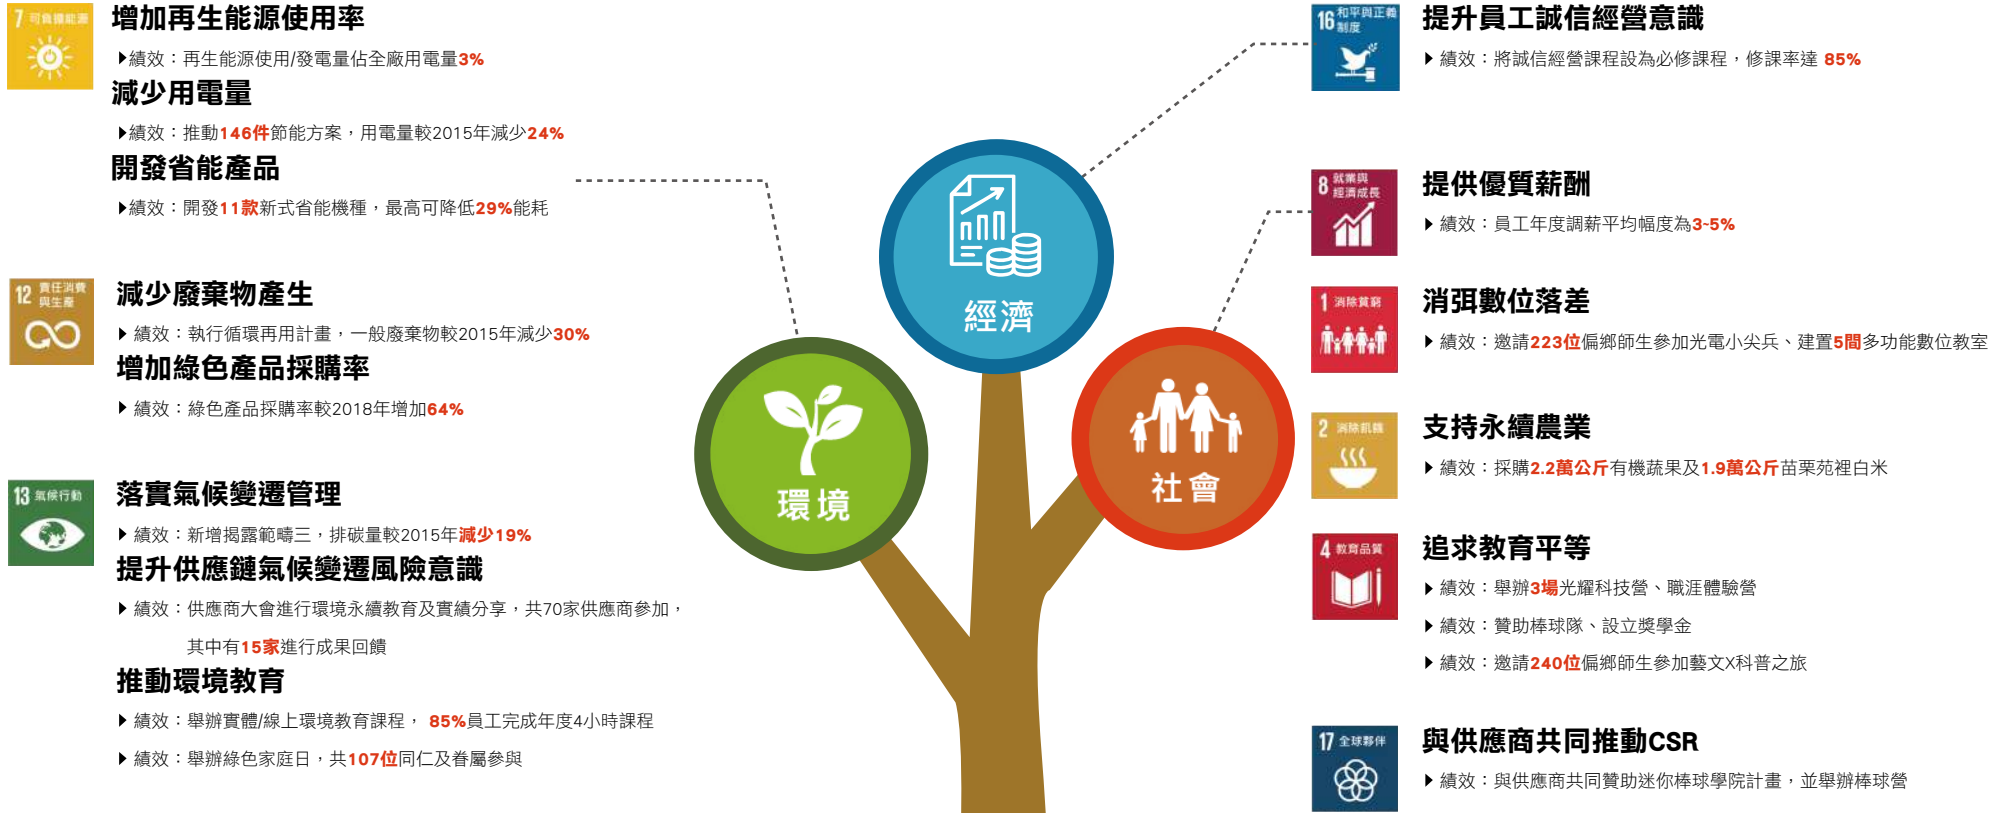 7 可負擔能源
增加再生能源使用率
績效：再生能源使用/發電量佔全廠用電量3%
減少用電量
績效：推動146件節能方案，用電量較2015年減少24%
開發省能產品
績效：開發11款新式省能機種，最高可降低29%能耗
12 責任消費
與生產
減少廢棄物產生
績效：執行循環再用計畫，一般廢棄物較2015年減少30%
增加綠色產品採購率
績效：綠色產品採購率較2018年增加64%
13 氣候行動
落實氣候變遷管理
績效：新增揭露範疇三，排碳量較2015年減少19%
提升供應鏈氣候變遷風險意識
績效：供應商大會進行環境永續教育及實績分享，共70家供應商參加，
其中有15家進行成果回饋
推動環境教育
績效：舉辦實體/線上環境教育課程， 85%員工完成年度4小時課程
績效：舉辦綠色家庭日，共107位同仁及眷屬參與
經濟
環境
社會
16 和平與正義
制度
提升員工誠信經營意識
績效：將誠信經營課程設為必修課程，修課率達 85%
8 就業與
經濟成長
提供優質薪酬
績效：員工年度調薪平均幅度為3~5%
1 消除貧窮
消弭數位落差
績效：邀請223位偏鄉師生參加光電小尖兵、建置5間多功能數位教室
2 消除飢餓
支持永續農業
績效：採購2.2萬公斤有機蔬果及1.9萬公斤苗栗苑裡白米
4 教育品質
追求教育平等
績效：舉辦3場光耀科技營、職涯體驗營
績效：贊助棒球隊、設立獎學金
績效：邀請240位偏鄉師生參加藝文X科普之旅
17 全球夥伴
與供應商共同推動CSR
績效：與供應商共同贊助迷你棒球學院計畫，並舉辦棒球營